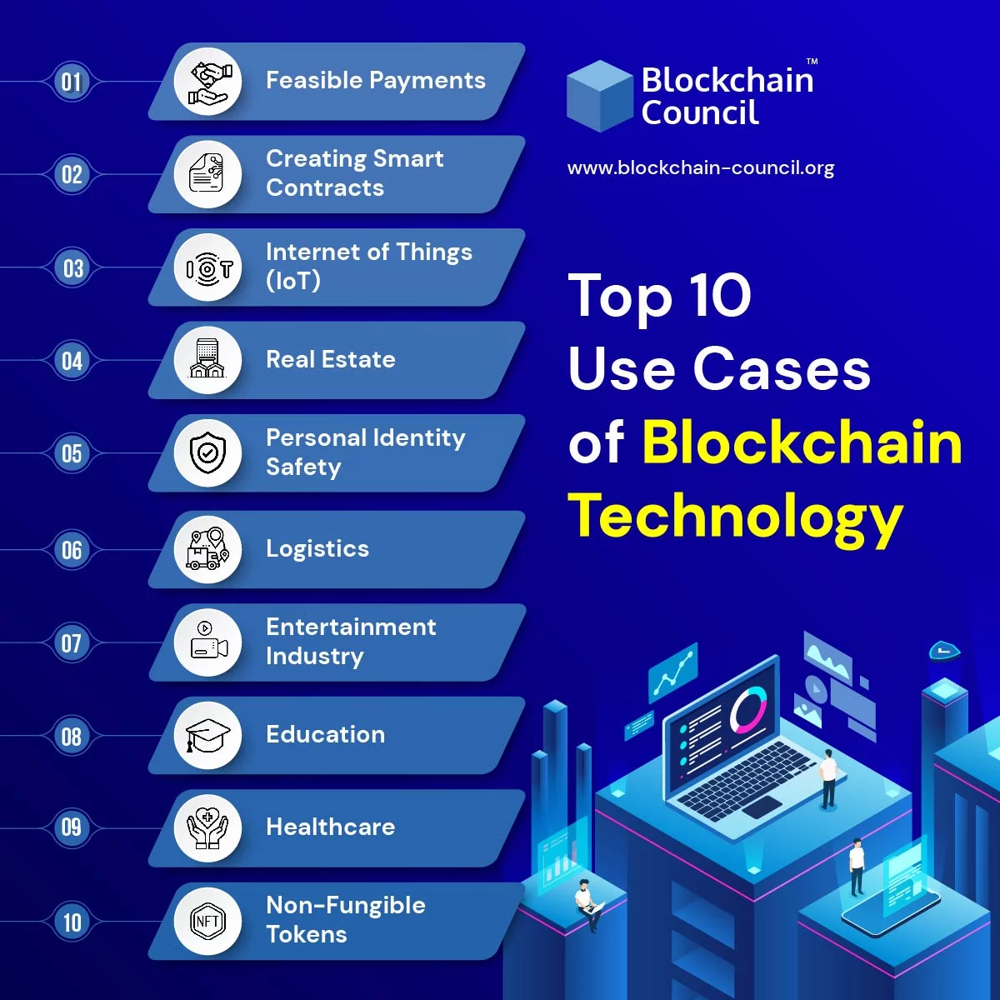 01
Feasible Payments
02
Creating Smart
Contracts
03
Internet of Things
(IoT)
IOT
04
Real Estate
05
Personal Identity
Safety
06
Logistics
07
Entertainment
Industry
08
Education
09
Healthcare
10
NFT
Non-Fungible
Tokens
Blockchain™
Council
www.blockchain-council.org
Top 10
Use Cases
of Blockchain
Technology